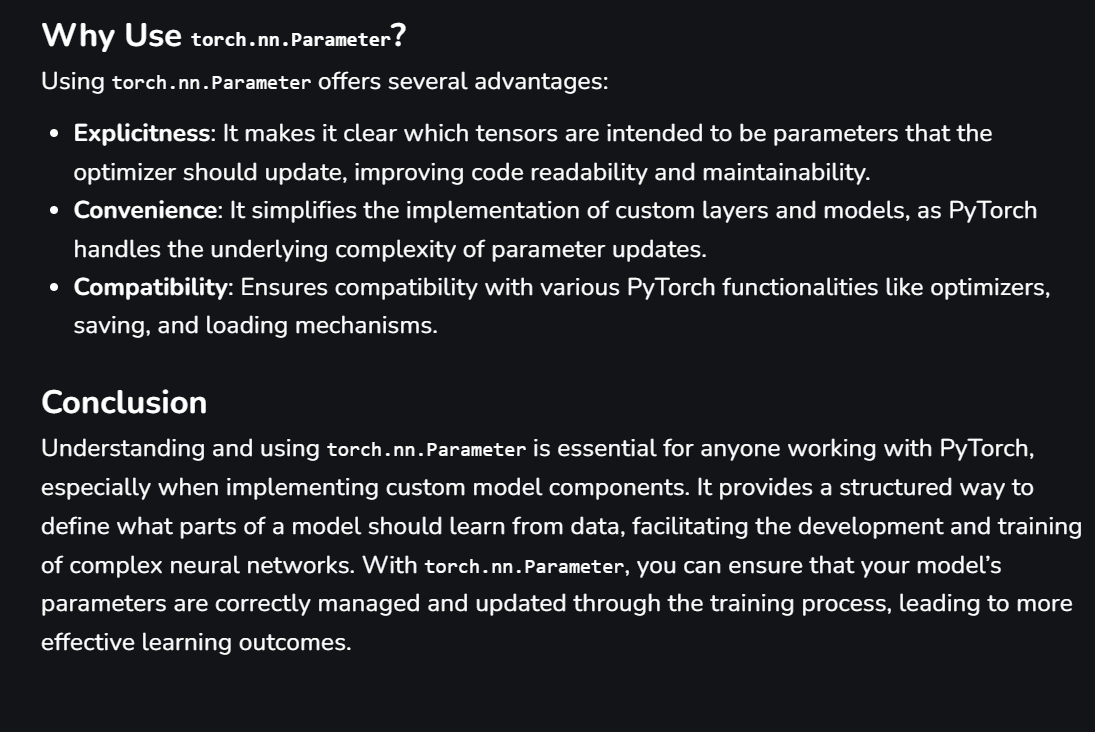 Why Use torch.nn.Parameter?
Using torch.nn.Parameter offers several advantages:
• Explicitness: It makes it clear which tensors are intended to be parameters that the
optimizer should update, improving code readability and maintainability.
• Convenience: It simplifies the implementation of custom layers and models, as PyTorch
handles the underlying complexity of parameter updates.
• Compatibility: Ensures compatibility with various PyTorch functionalities like optimizers,
saving, and loading mechanisms.
Conclusion
Understanding and using torch.nn.Parameter is essential for anyone working with PyTorch,
especially when implementing custom model components. It provides a structured way to
define what parts of a model should learn from data, facilitating the development and training
of complex neural networks. With torch.nn.Parameter, you can ensure that your model’s
parameters are correctly managed and updated through the training process, leading to more
effective learning outcomes.